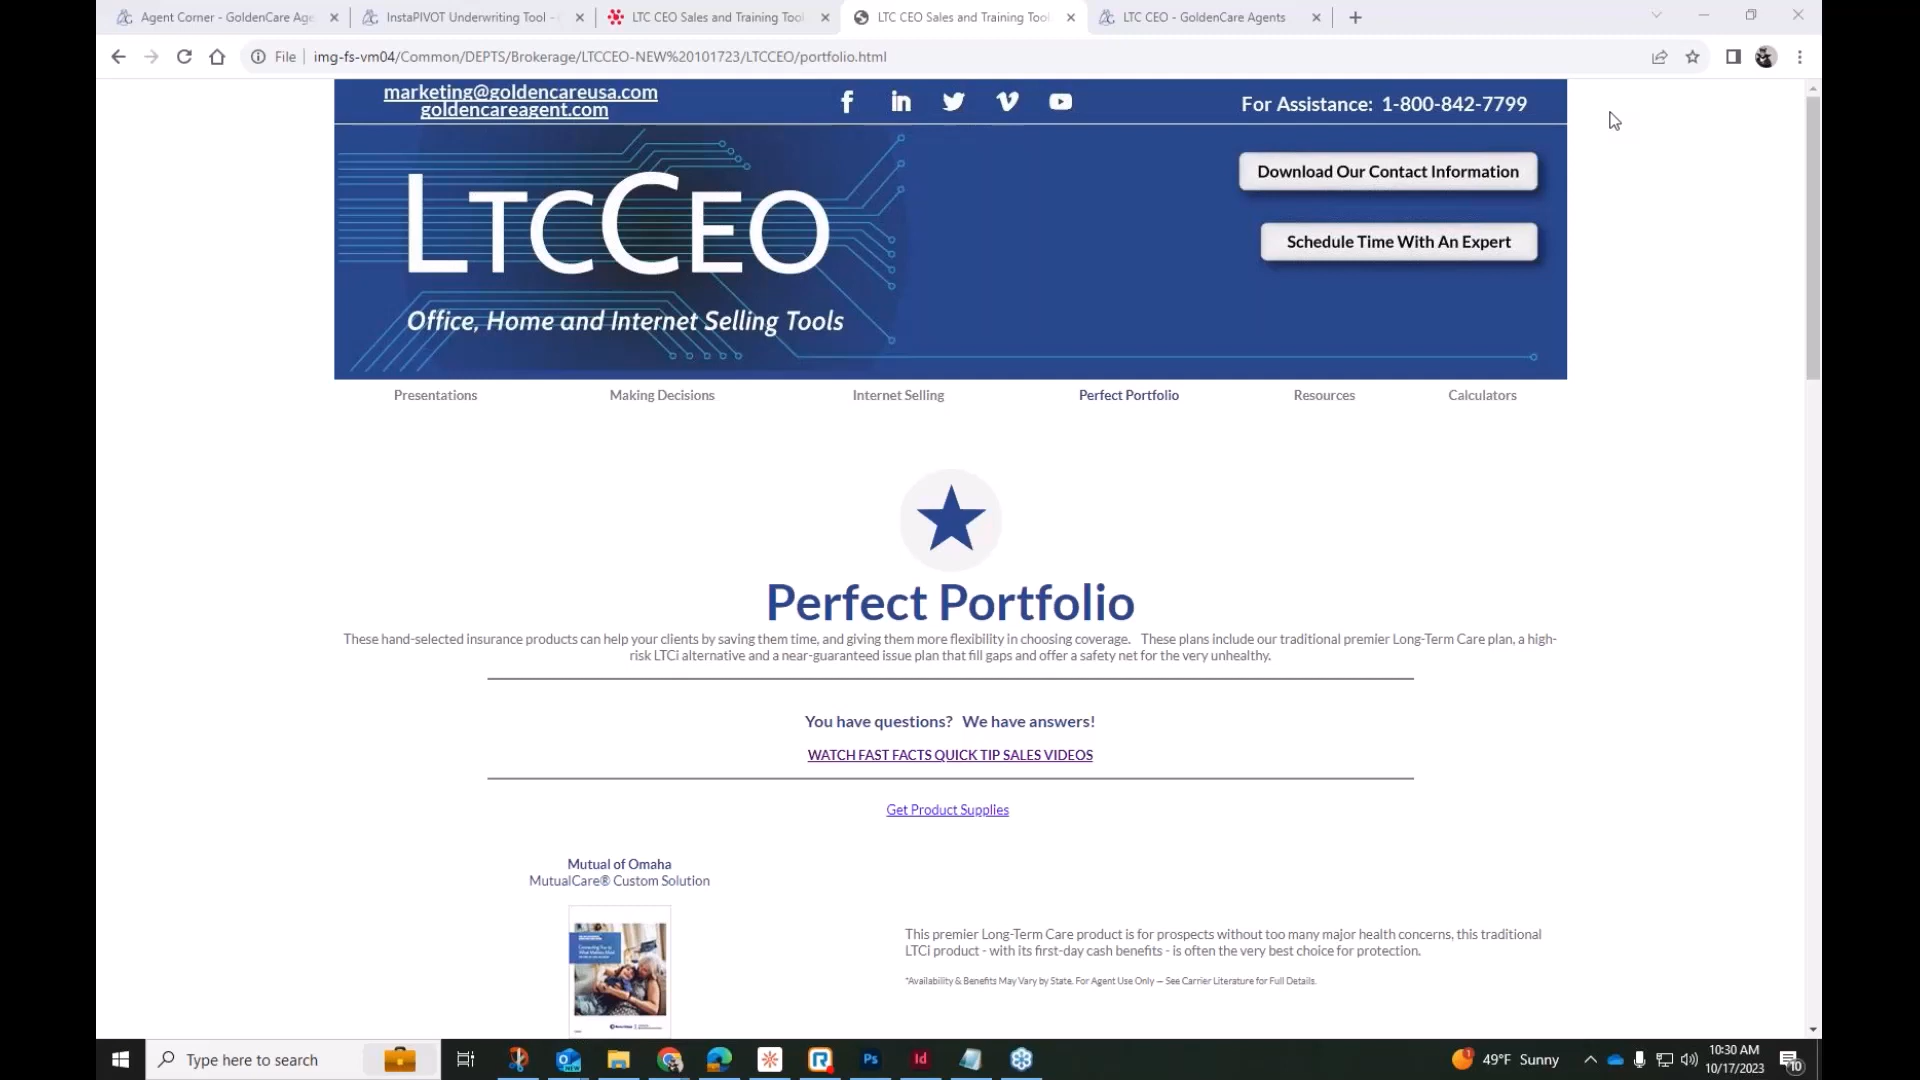 Agent Corner - GoldenCare Age
InstaPIVOT Underwriting Tool -
LTC CEO Sales and Training Tool
LTC CEO Sales and Training Tool
LTC CEO - GoldenCare Agents
File
img-fs-vm04/Common/DEPTS/Brokerage/LTCCEO-NEW%20101723/LTCCEO/portfolio.html
marketing@goldencareusa.com
goldencareagent.com
For Assistance: 1-800-842-7799
Download Our Contact Information
LTCCEO
Schedule Time With An Expert
Office, Home and Internet Selling Tools
Presentations
Making Decisions
Internet Selling
Perfect Portfolio
Resources
Calculators
Perfect Portfolio
These hand-selected insurance products can help your clients by saving them time, and giving them more flexibility in choosing coverage. These plans include our traditional premier Long-Term Care plan, a high-
risk LTCi alternative and a near-guaranteed issue plan that fill gaps and offer a safety net for the very unhealthy.
You have questions? We have answers!
WATCH FAST FACTS QUICK TIP SALES VIDEOS
Get Product Supplies
Mutual of Omaha
MutualCare® Custom Solution
This premier Long-Term Care product is for prospects without too many major health concerns, this traditional
LTCi product - with its first-day cash benefits - is often the very best choice for protection.
*Availability & Benefits May Vary by State. For Agent Use Only — See Carrier Literature for Full Details.
Type here to search
NEW
Ps
Id
49°F Sunny
10:30 AM
10/17/2023
10